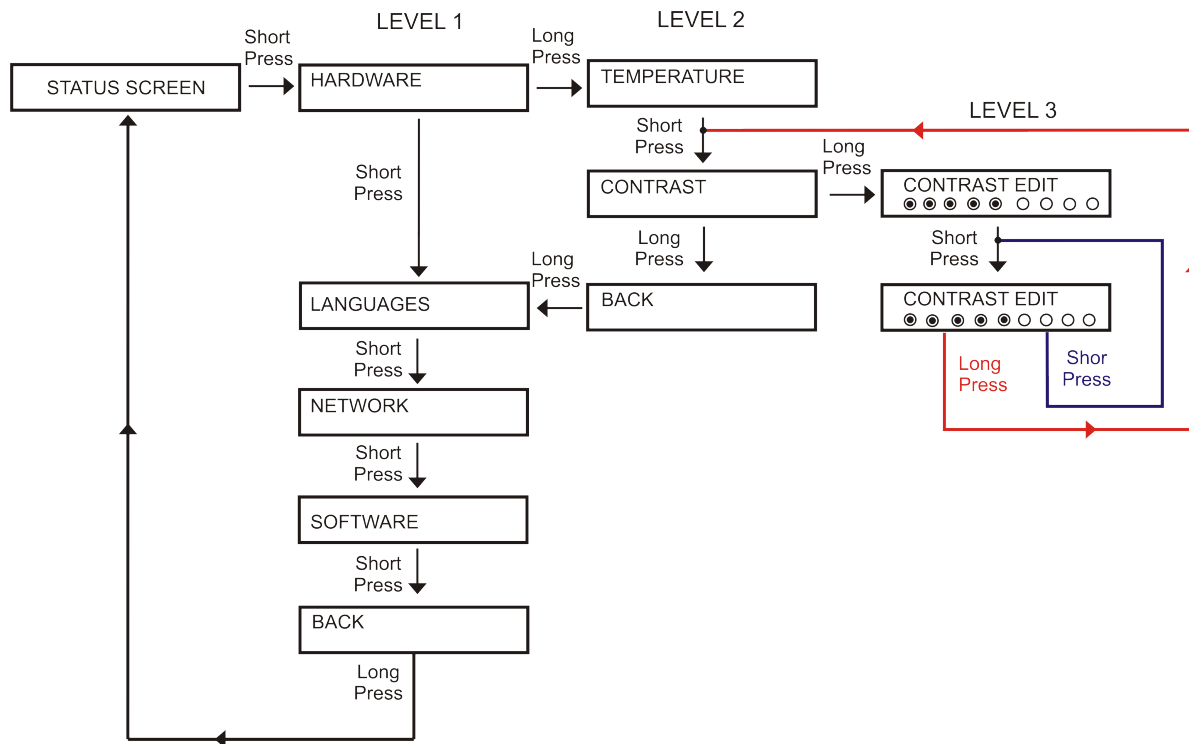 LEVEL 1
LEVEL 2
Short
Press
Long
Press
STATUS SCREEN
HARDWARE
TEMPERATURE
LEVEL 3
Short
Press
Long
Press
Short
Press
CONTRAST
CONTRAST EDIT
Long
Press
Short
Press
Long
Press
LANGUAGES
BACK
CONTRAST EDIT
Short
Press
Long
Press
Shor
Press
NETWORK
Short
Press
SOFTWARE
Short
Press
BACK
Long
Press